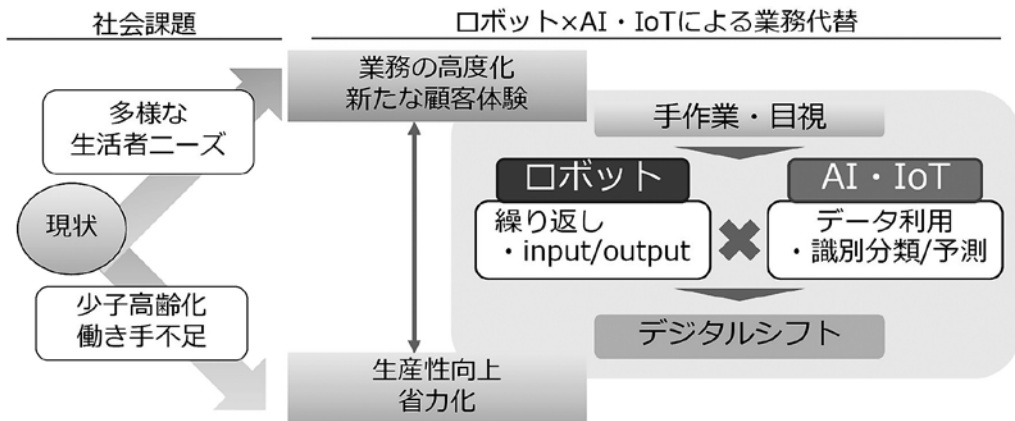 社会課題
ロボット×AI・IoTによる業務代替
業務の高度化
新たな顧客体験
多様な
生活者ニーズ
現状
少子高齢化
働き手不足
生産性向上
省力化
手作業・目視
ロボット
繰り返し
・input/output
AI・IoT
データ利用
・識別分類/予測
デジタルシフト